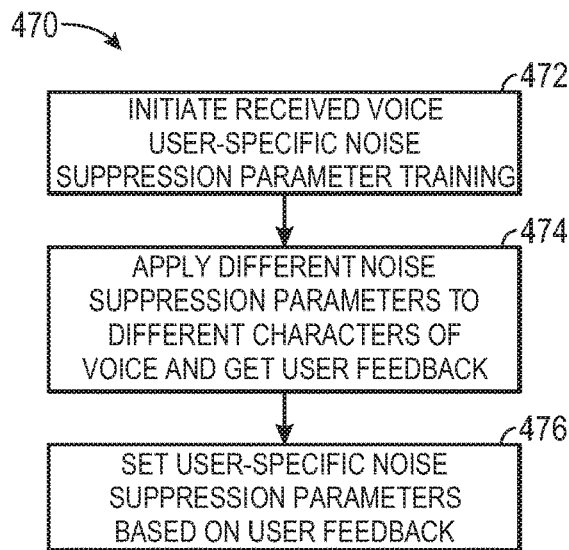 470
472
INITIATE RECEIVED VOICE
USER-SPECIFIC NOISE
SUPPRESSION PARAMETER TRAINING
474
APPLY DIFFERENT NOISE
SUPPRESSION PARAMETERS TO
DIFFERENT CHARACTERS OF
VOICE AND GET USER FEEDBACK
476
SET USER-SPECIFIC NOISE
SUPPRESSION PARAMETERS
BASED ON USER FEEDBACK